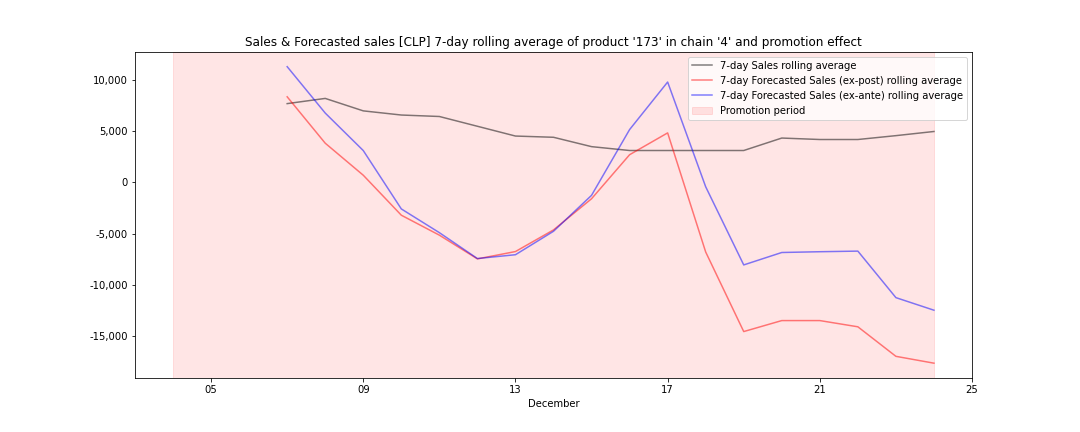 Sales & Forecasted sales [CLP] 7-day rolling average of product '173' in chain '4' and promotion effect
7-day Sales rolling average
7-day Forecasted Sales (ex-post) rolling average
7-day Forecasted Sales (ex-ante) rolling average
Promotion period
10,000
5,000
0
-5,000
-10,000
-15,000
05 09 13 17 21 25
December